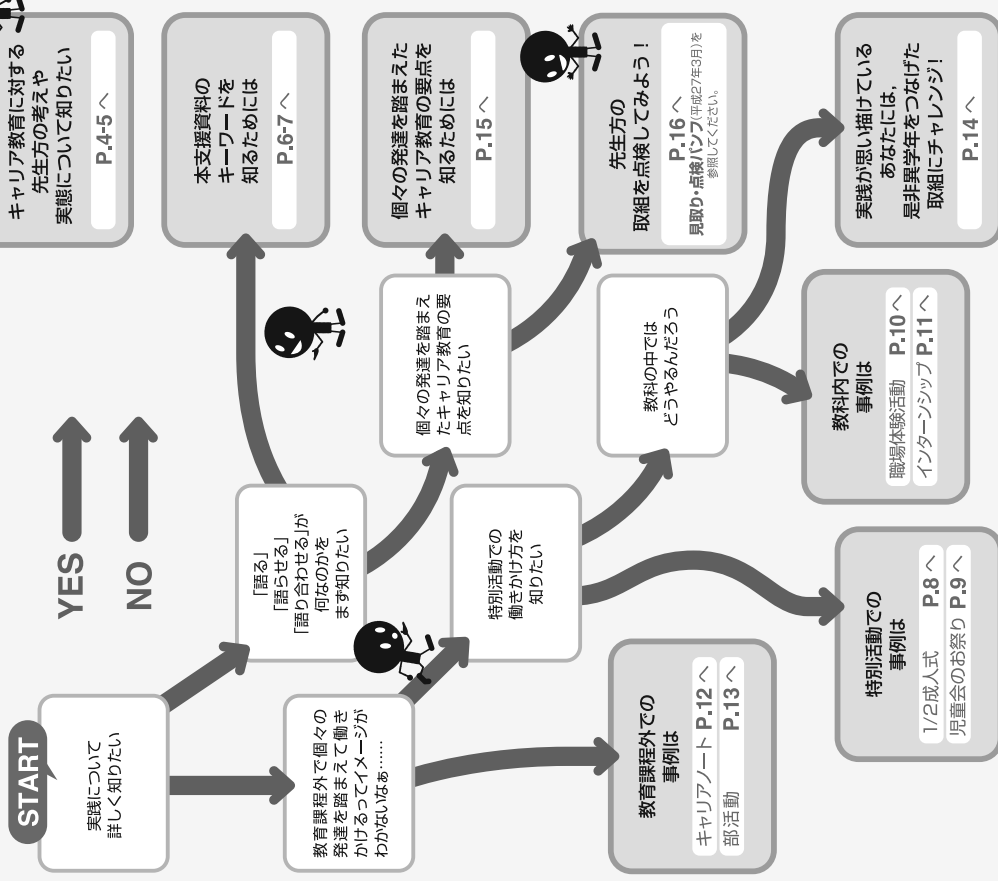 START
実践について
詳しく知りたい
YES
NO
「語る」
「語らせる」
「語り合わせる」が
何なのかを
まず知りたい
教育課程外で個々の
発達を踏まえて働き
かけるってイメージが
わかないなぁ……
特別活動での
働きかけ方を
知りたい
個々の発達を踏まえ
たキャリア教育の要
点を知りたい
教科の中では
どうやるんだろう
キャリア教育に対する
先生方の考えや
実態について知りたい
P.4-5 へ
本支援資料の
キーワードを
知るためには
P.6-7 へ
個々の発達を踏まえた
キャリア教育の要点を
知るためには
P.15 へ
先生方の
取組を点検してみよう！
P.16 へ
見取り・点検パンフ(平成27年3月)を
参照してください。
実践が思い描けている
あなたには、
是非異学年をつなげた
取組にチャレンジ！
P.14 へ
教科内での
事例は
職場体験活動 P.10 へ
インターンシップ P.11 へ
特別活動での
事例は
1/2成人式 P.8 へ
児童会のお祭り P.9 へ
教育課程外での
事例は
キャリアノート P.12 へ
部活動 P.13 へ